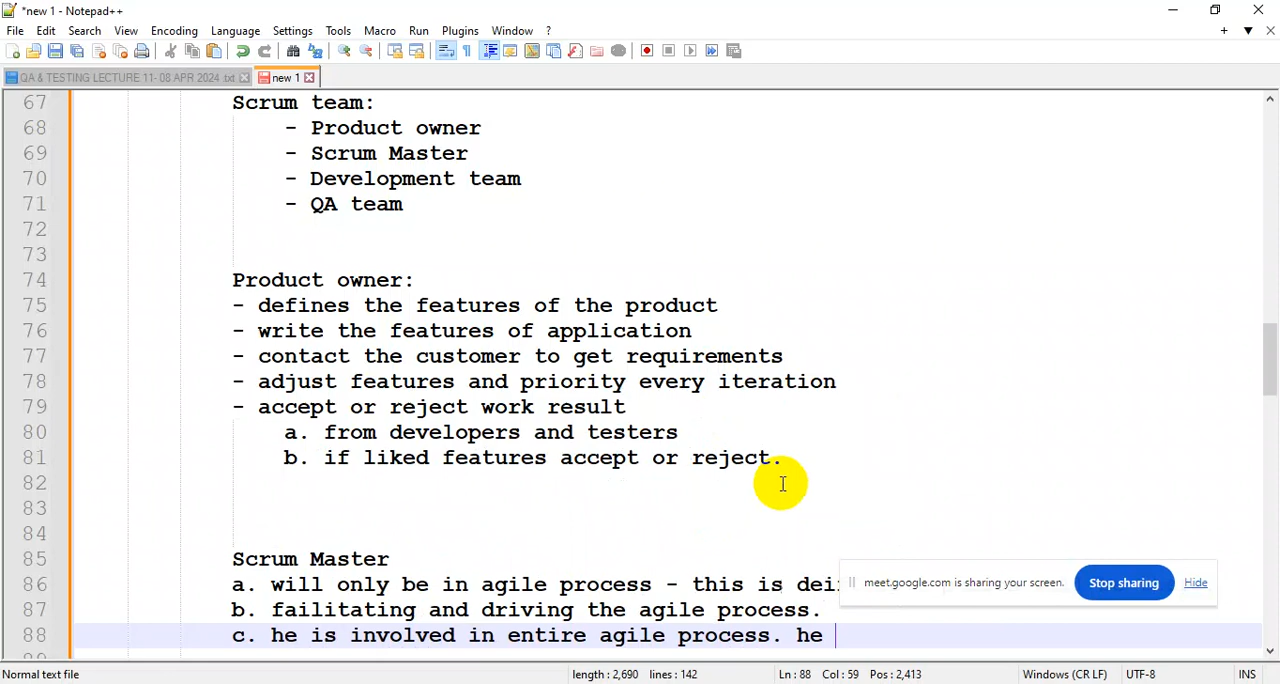 *new 1 - Notepad++
File Edit Search View Encoding Language Settings Tools Macro Run Plugins Window ?
QA & TESTING LECTURE 11- 08 APR 2024 .txt new 1
67 Scrum team:
68 - Product owner
69 - Scrum Master
70 - Development team
71 - QA team
72
73
74 Product owner:
75 - defines the features of the product
76 - write the features of application
77 - contact the customer to get requirements
78 - adjust features and priority every iteration
79 - accept or reject work result
80 a. from developers and testers
81 b. if liked features accept or reject.
82
83
84
85 Scrum Master
86 a. will only be in agile process - this is
87 b. failitating and driving the agile process.
88 c. he is involved in entire agile process. he
meet.google.com is sharing your screen. Stop sharing Hide
Normal text file length : 2,690 lines : 142 Ln : 88 Col : 59 Pos : 2,413 Windows (CR LF) UTF-8 INS